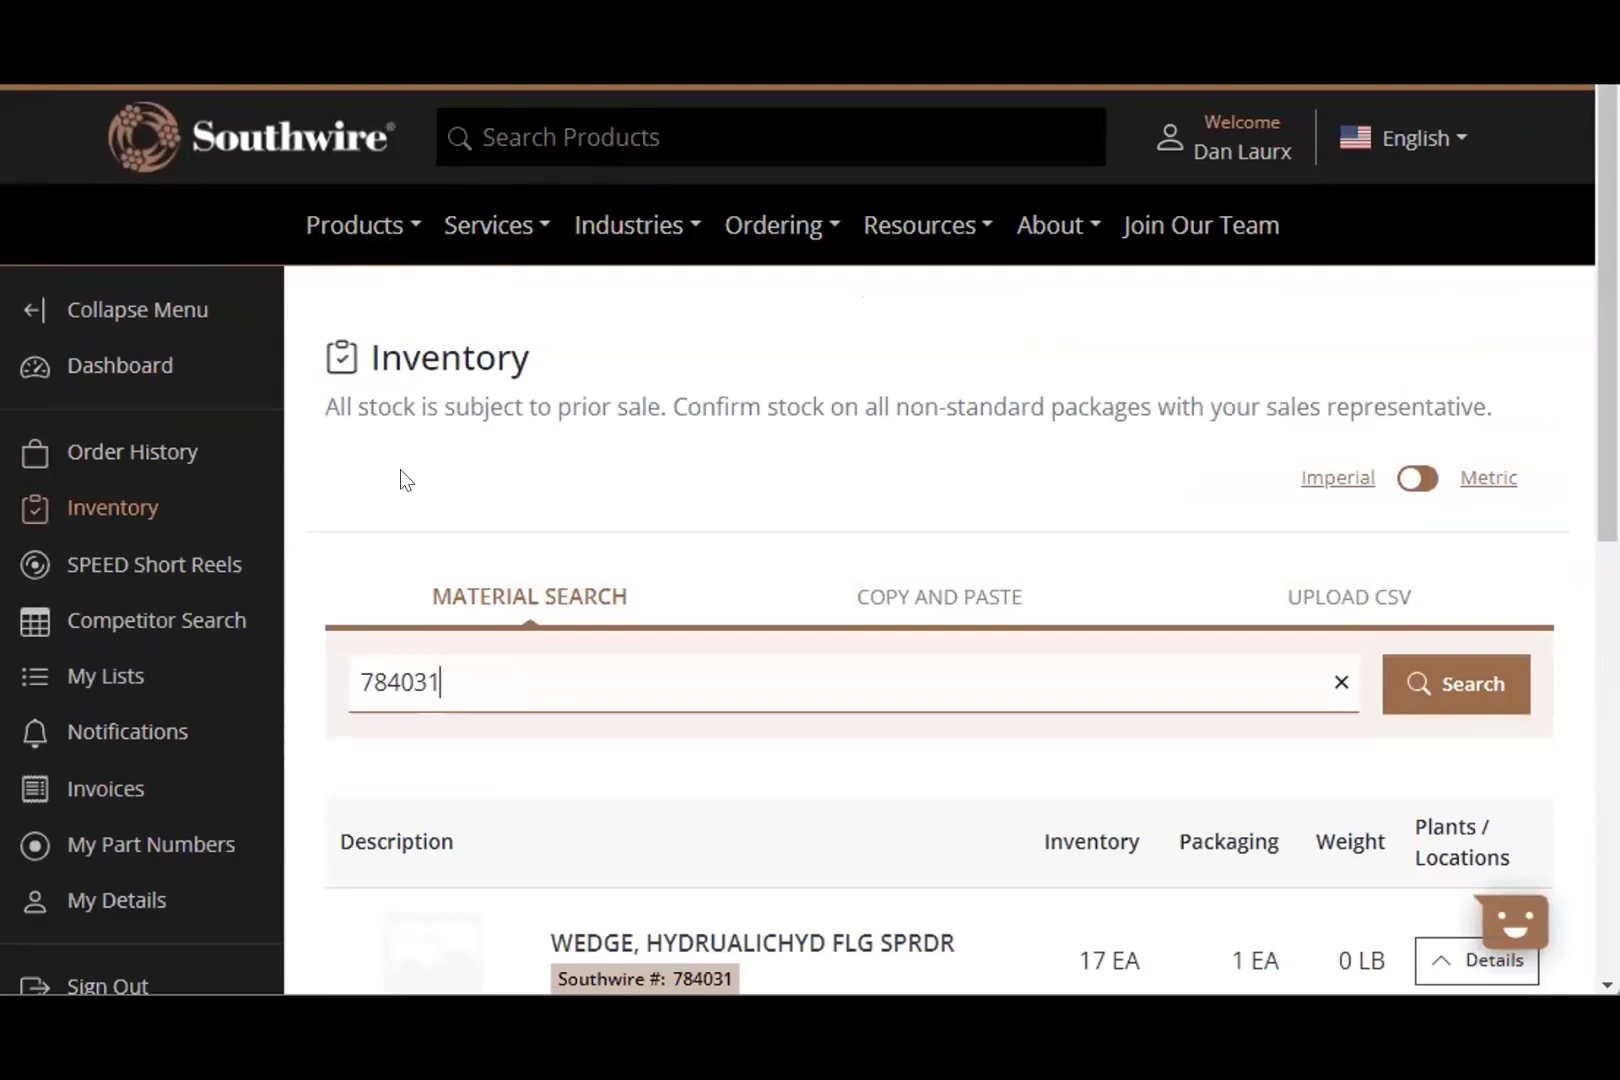 Southwire®
Search Products
Welcome
Dan Laurx
English
Products
Services
Industries
Ordering
Resources
About
Join Our Team
Collapse Menu
Dashboard
Order History
Inventory
SPEED Short Reels
Competitor Search
My Lists
Notifications
Invoices
My Part Numbers
My Details
Sign Out
Inventory
All stock is subject to prior sale. Confirm stock on all non-standard packages with your sales representative.
Imperial
Metric
MATERIAL SEARCH
COPY AND PASTE
UPLOAD CSV
784031
Search
Description
Inventory
Packaging
Weight
Plants /
Locations
WEDGE, HYDRUALICHYD FLG SPRDR
Southwire #: 784031
17 EA
1 EA
0 LB
Details